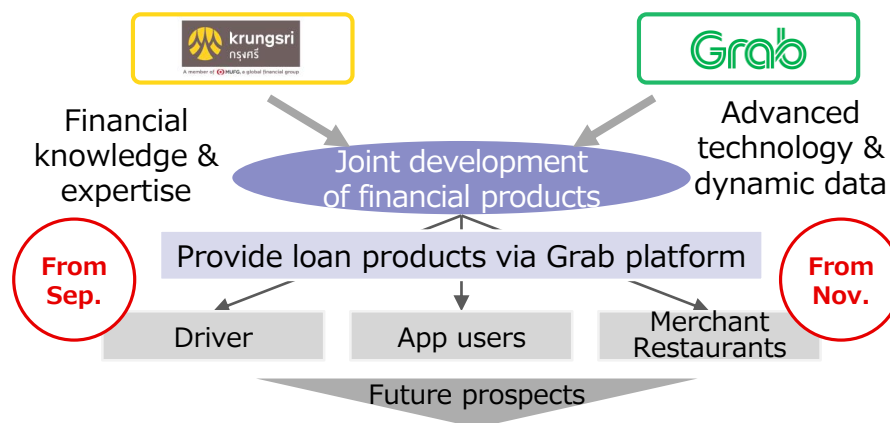 krungsri
กรุงศรี
A member of MUFG, a global financial group
Grab
Financial
knowledge &
expertise
Advanced
technology &
dynamic data
Joint development
of financial products
Provide loan products via Grab platform
From
Sep.
From
Nov.
Driver
App users
Merchant
Restaurants
Future prospects